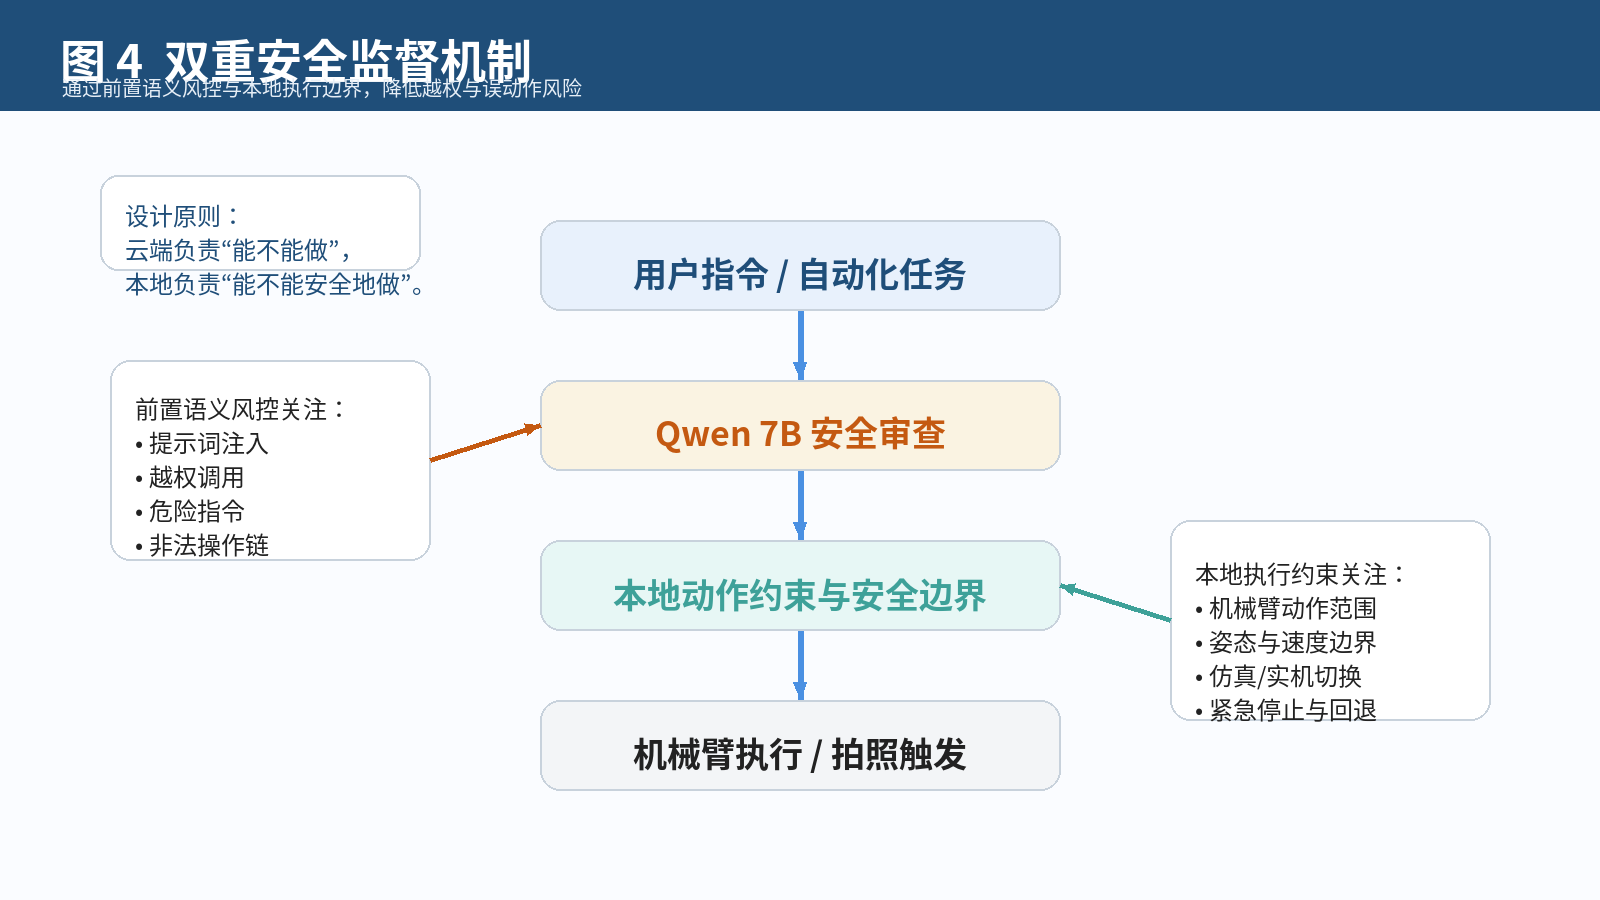 图 4 双重安全监督机制
通过前置语义风控与本地执行边界，降低越权与误动作风险
设计原则：
云端负责“能不能做”，
本地负责“能不能安全地做”。
用户指令 / 自动化任务
前置语义风控关注：
• 提示词注入
• 越权调用
• 危险指令
• 非法操作链
Qwen 7B 安全审查
本地动作约束与安全边界
本地执行约束关注：
• 机械臂动作范围
• 姿态与速度边界
• 仿真/实机切换
• 紧急停止与回退
机械臂执行 / 拍照触发